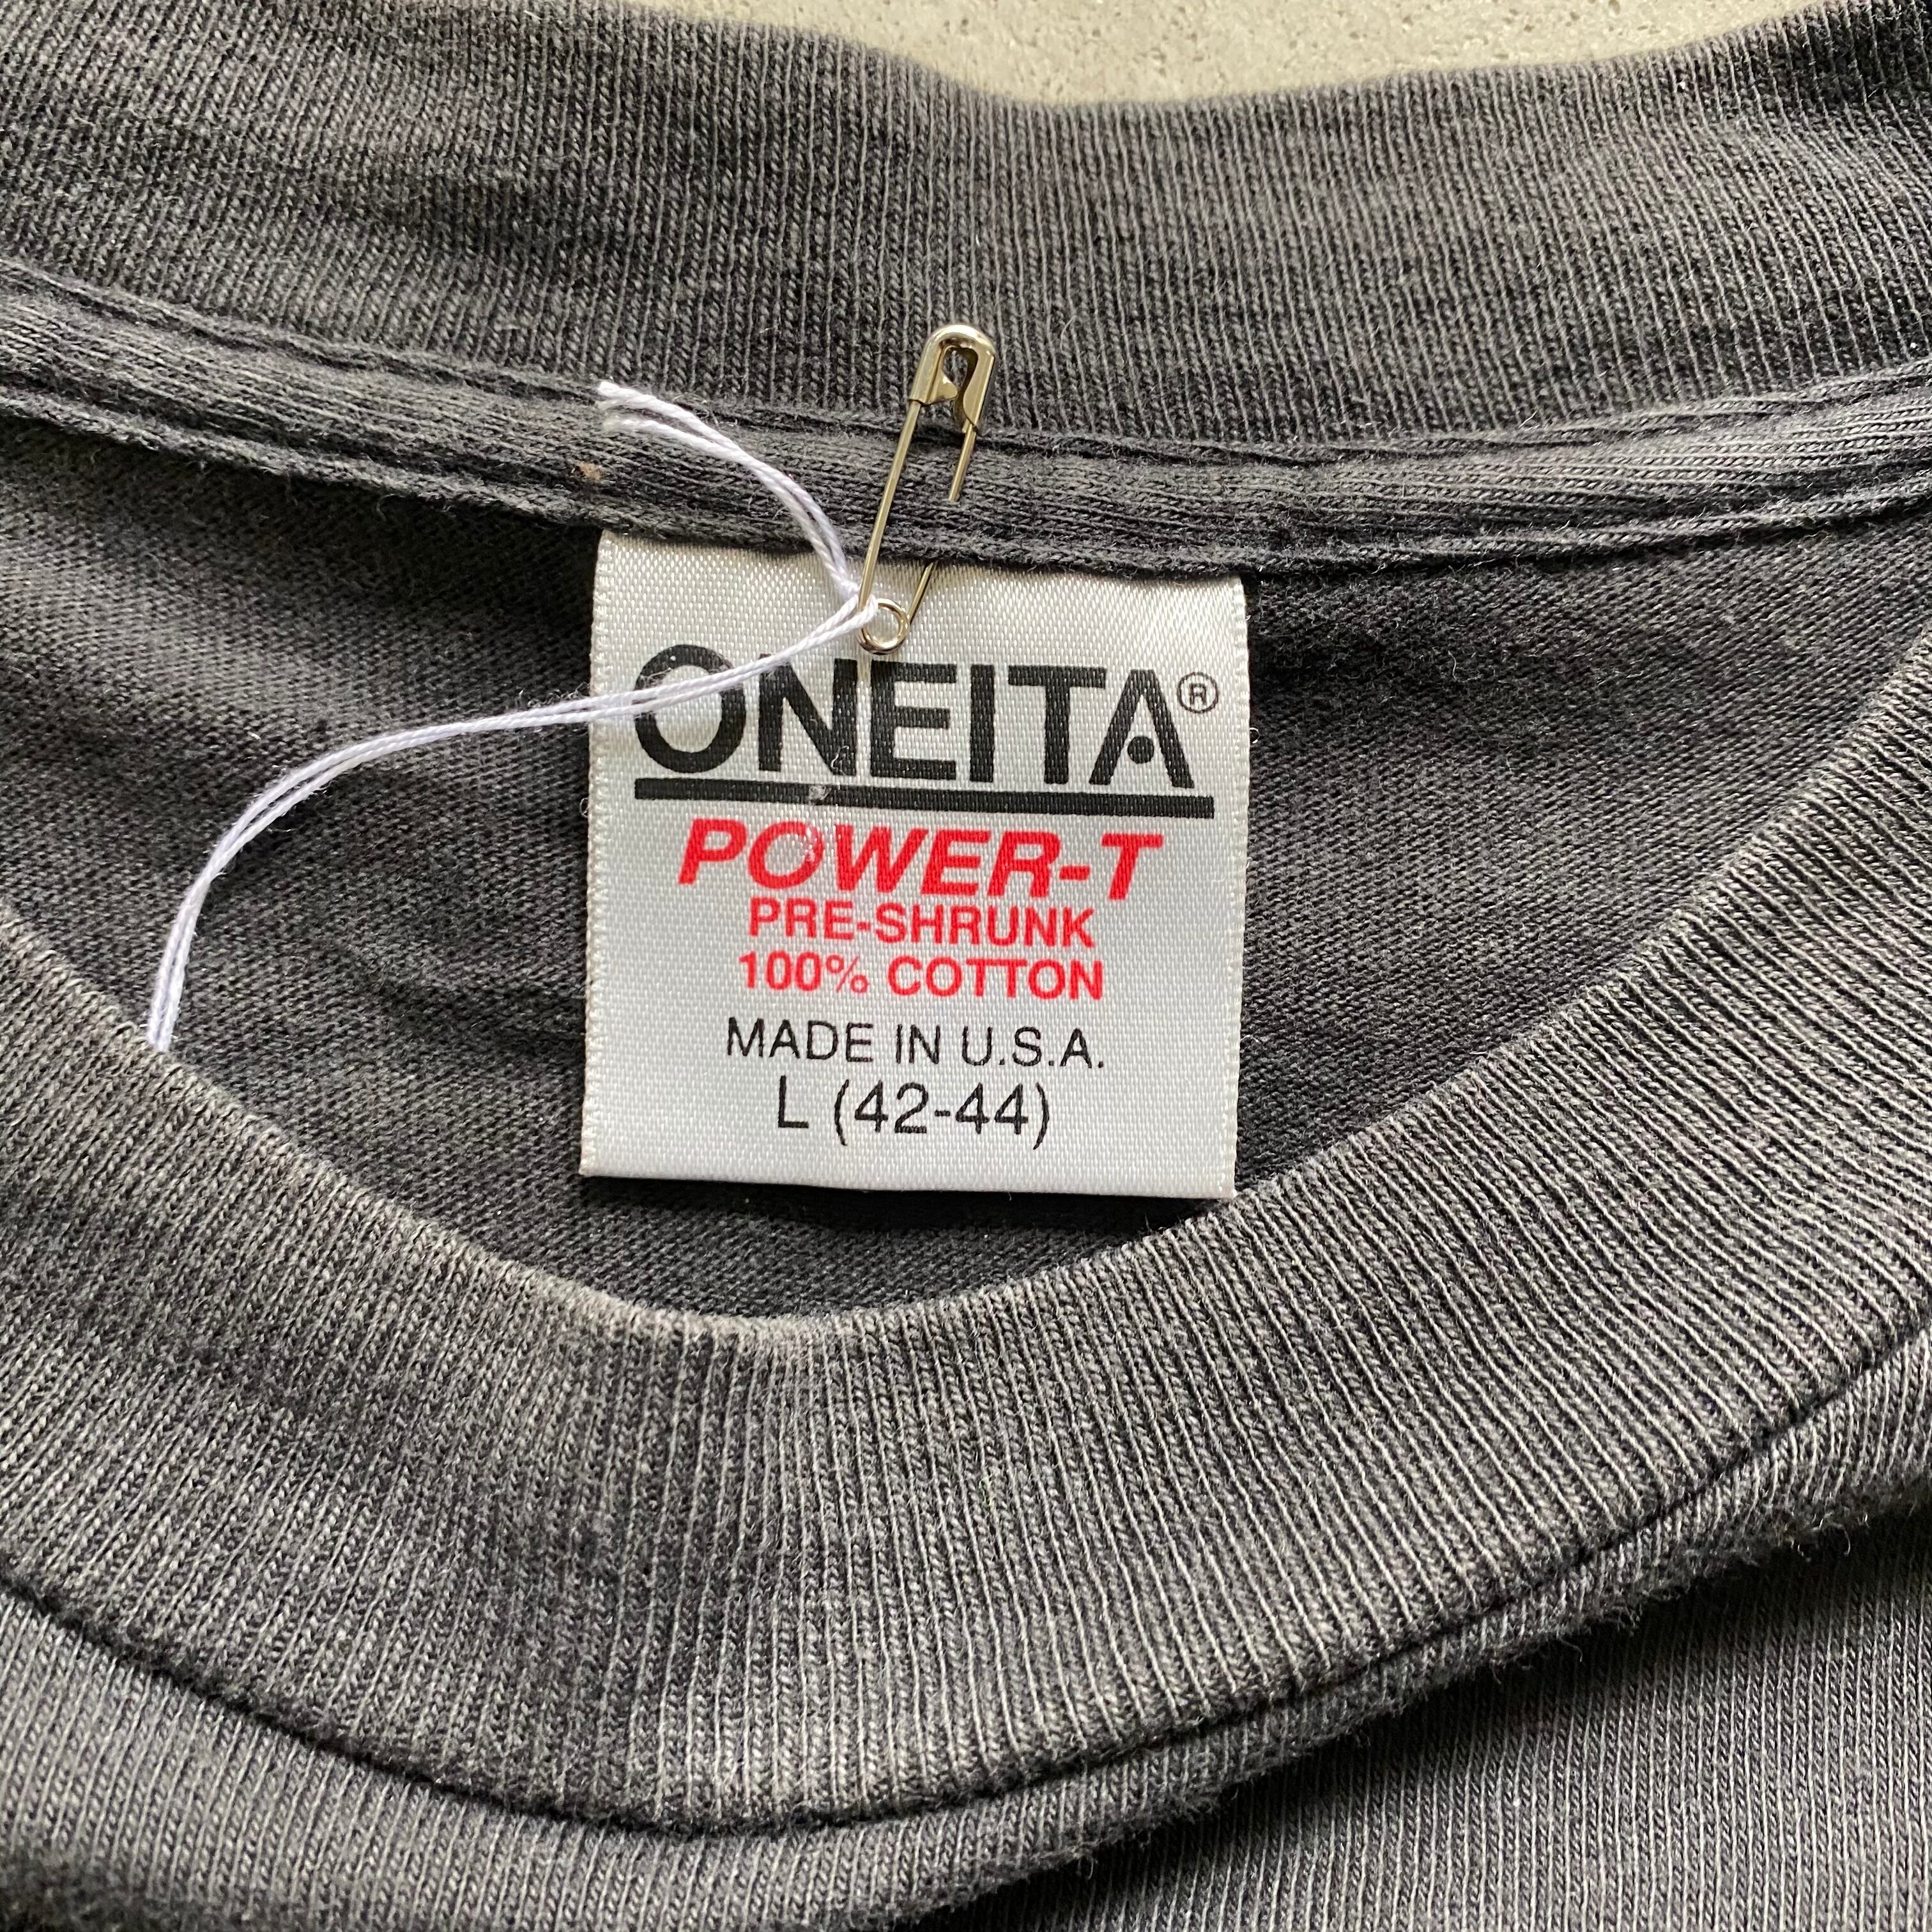 ONEITA®
POWER-T
PRE-SHRUNK
100% COTTON
MADE IN U.S.A.
L (42-44)